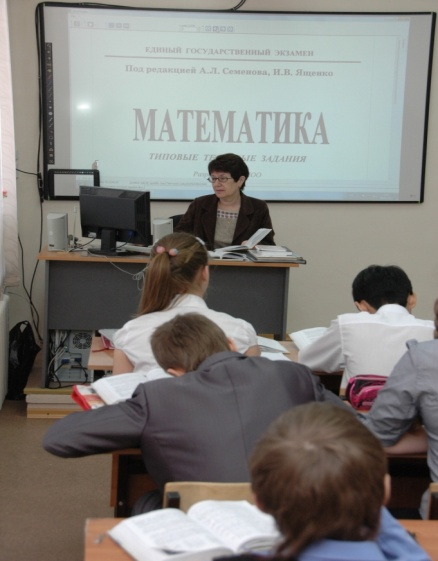 ЕДИНЫЙ ГОСУДАРСТВЕННЫЙ ЭКЗАМЕН
Под редакцией А.Л. Семенова, И.В. Ященко
МАТЕМАТИКА
ТИПОВЫЕ ЗАДАНИЯ